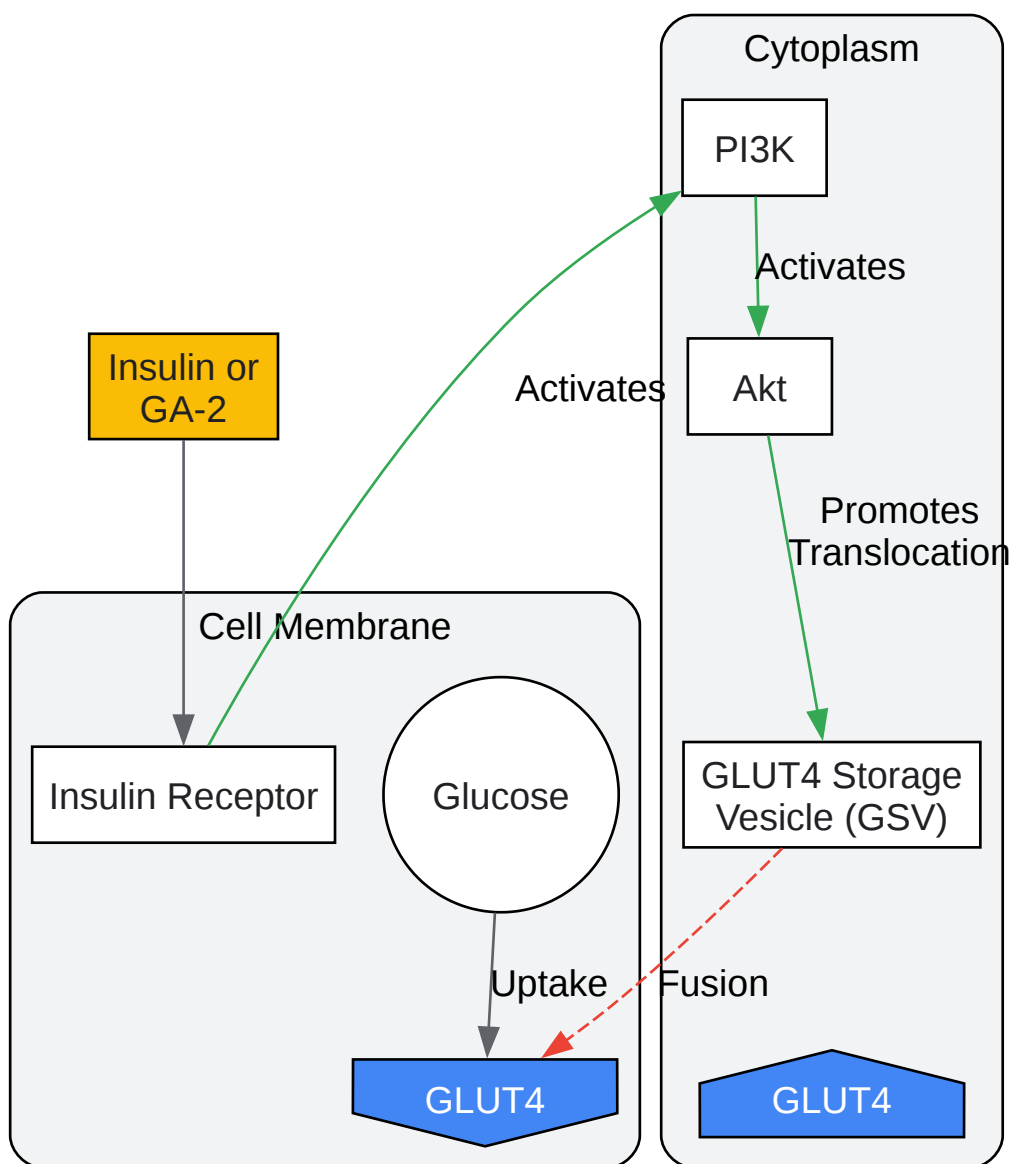 Cytoplasm
PI3K
Activates
Insulin or
GA-2
Activates
Akt
Promotes
Translocation
Cell Membrane
Insulin Receptor
Glucose
GLUT4 Storage
Vesicle (GSV)
Uptake
Fusion
GLUT4
GLUT4